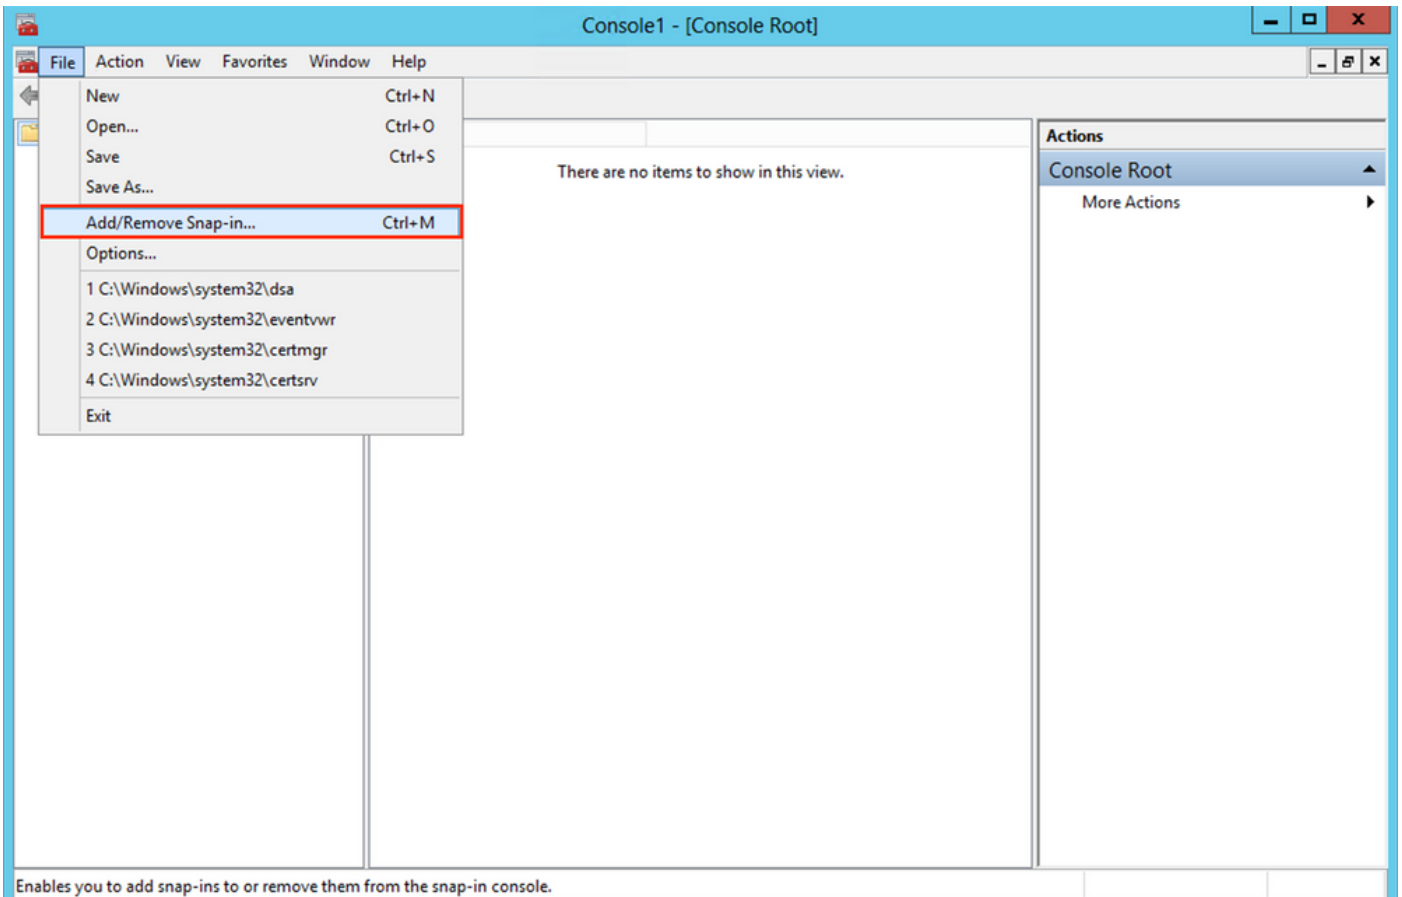 Console1 - [Console Root]
File Action View Favorites Window Help
New Ctrl+N
Open... Ctrl+O
Save Ctrl+S
Save As...
Add/Remove Snap-in... Ctrl+M
Options...
1 C:\Windows\system32\dsa
2 C:\Windows\system32\eventvwr
3 C:\Windows\system32\certmgr
4 C:\Windows\system32\certsrv
Exit
There are no items to show in this view.
Actions
Console Root
More Actions
Enables you to add snap-ins to or remove them from the snap-in console.